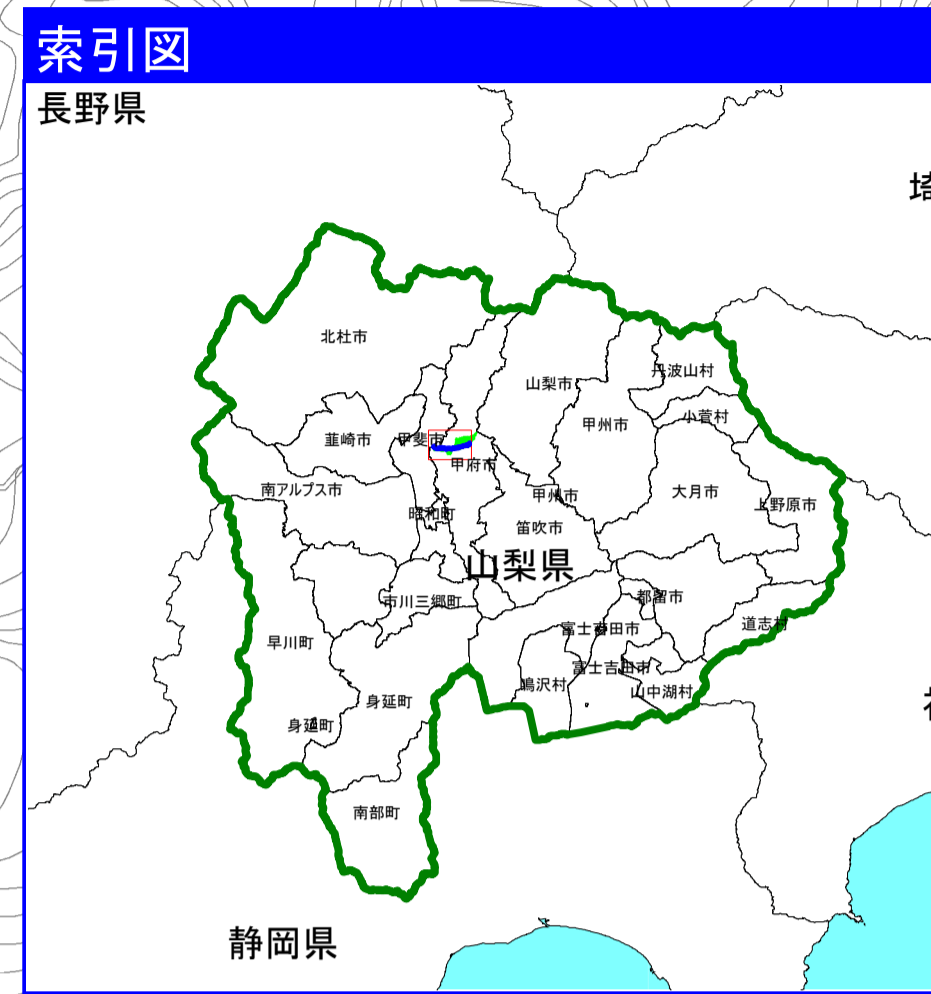 索引図
長野県
埼
北杜市
丹波山村
山梨市
小菅村
甲州市
韮崎市
甲斐市
甲府市
南アルプス市
大月市
甲州市
上野原市
昭和町
笛吹市
山梨県
都留市
市川三郷町
道志村
富士吉田市
早川町
富士吉田市
鳴沢村
山中湖村
身延町
身延町
南部町
静岡県